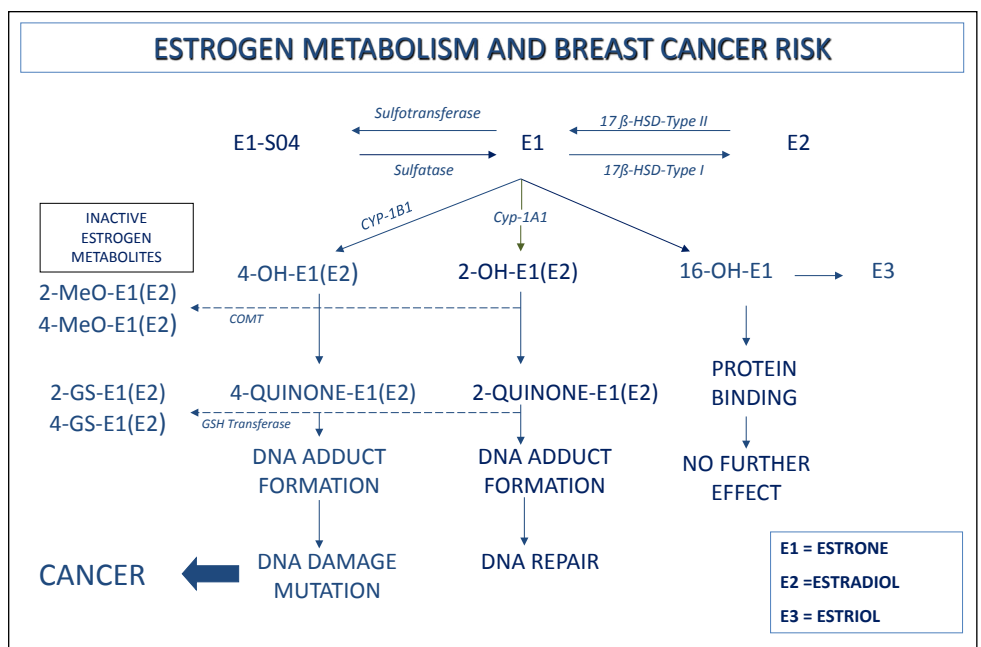 ESTROGEN METABOLISM AND BREAST CANCER RISK
Sulfotransferase
17 ß-HSD-Type II
E1-S04
E1
E2
Sulfatase
17ß-HSD-Type I
CYP-1B1
Cyp-1A1
INACTIVE
ESTROGEN
METABOLITES
4-OH-E1(E2)
2-OH-E1(E2)
16-OH-E1
E3
2-MeO-E1(E2)
4-MeO-E1(E2)
COMT
PROTEIN
BINDING
2-GS-E1(E2)
4-GS-E1(E2)
4-QUINONE-E1(E2)
2-QUINONE-E1(E2)
GSH Transferase
DNA ADDUCT
FORMATION
DNA ADDUCT
FORMATION
NO FURTHER
EFFECT
CANCER
DNA DAMAGE
MUTATION
DNA REPAIR
E1 = ESTRONE
E2 =ESTRADIOL
E3 = ESTRIOL